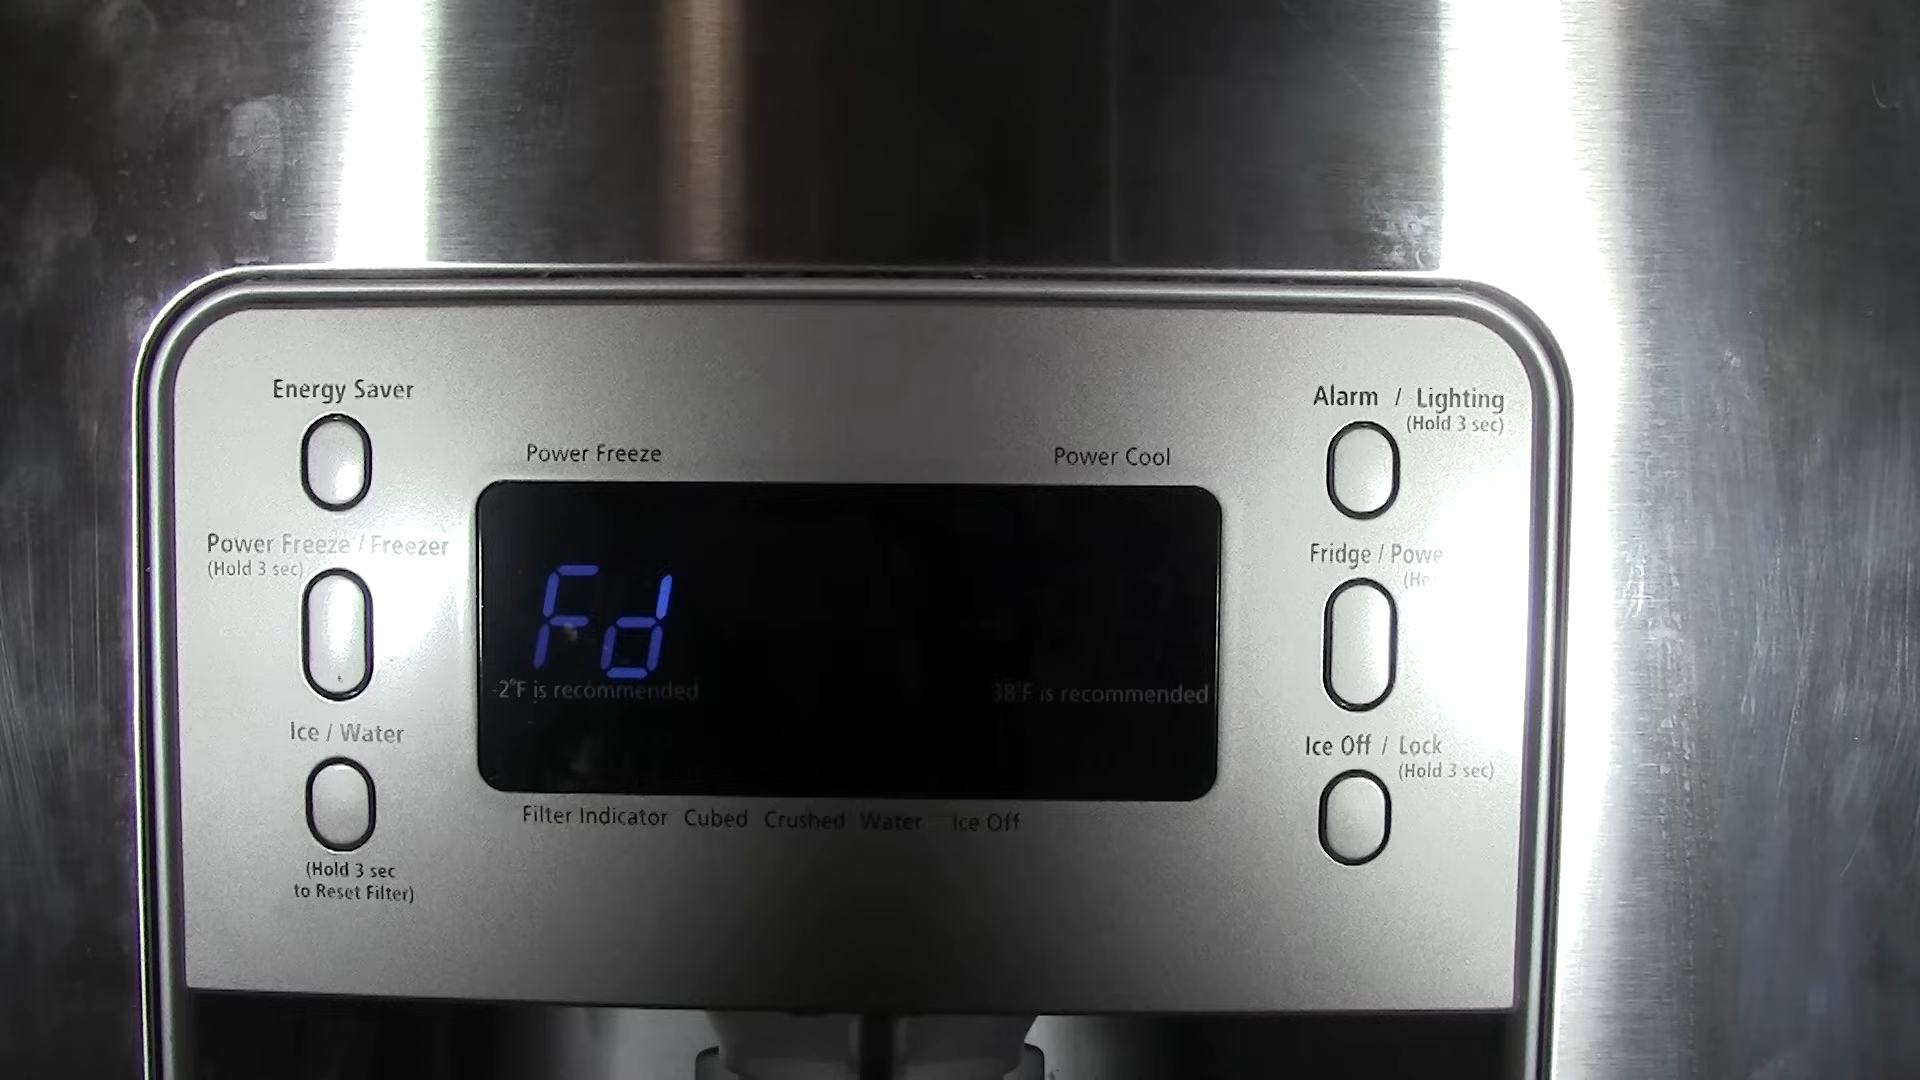 Energy Saver
Alarm / Lighting
(Hold 3 sec)
Power Freeze
Power Cool
Power Freeze / Freezer
(Hold 3 sec)
Fridge / Powe
Fd
-2°F is recommended
38°F is recommended
Ice / Water
Ice Off / Lock
(Hold 3 sec)
Filter Indicator Cubed Crushed Water Ice Off
(Hold 3 sec
to Reset Filter)